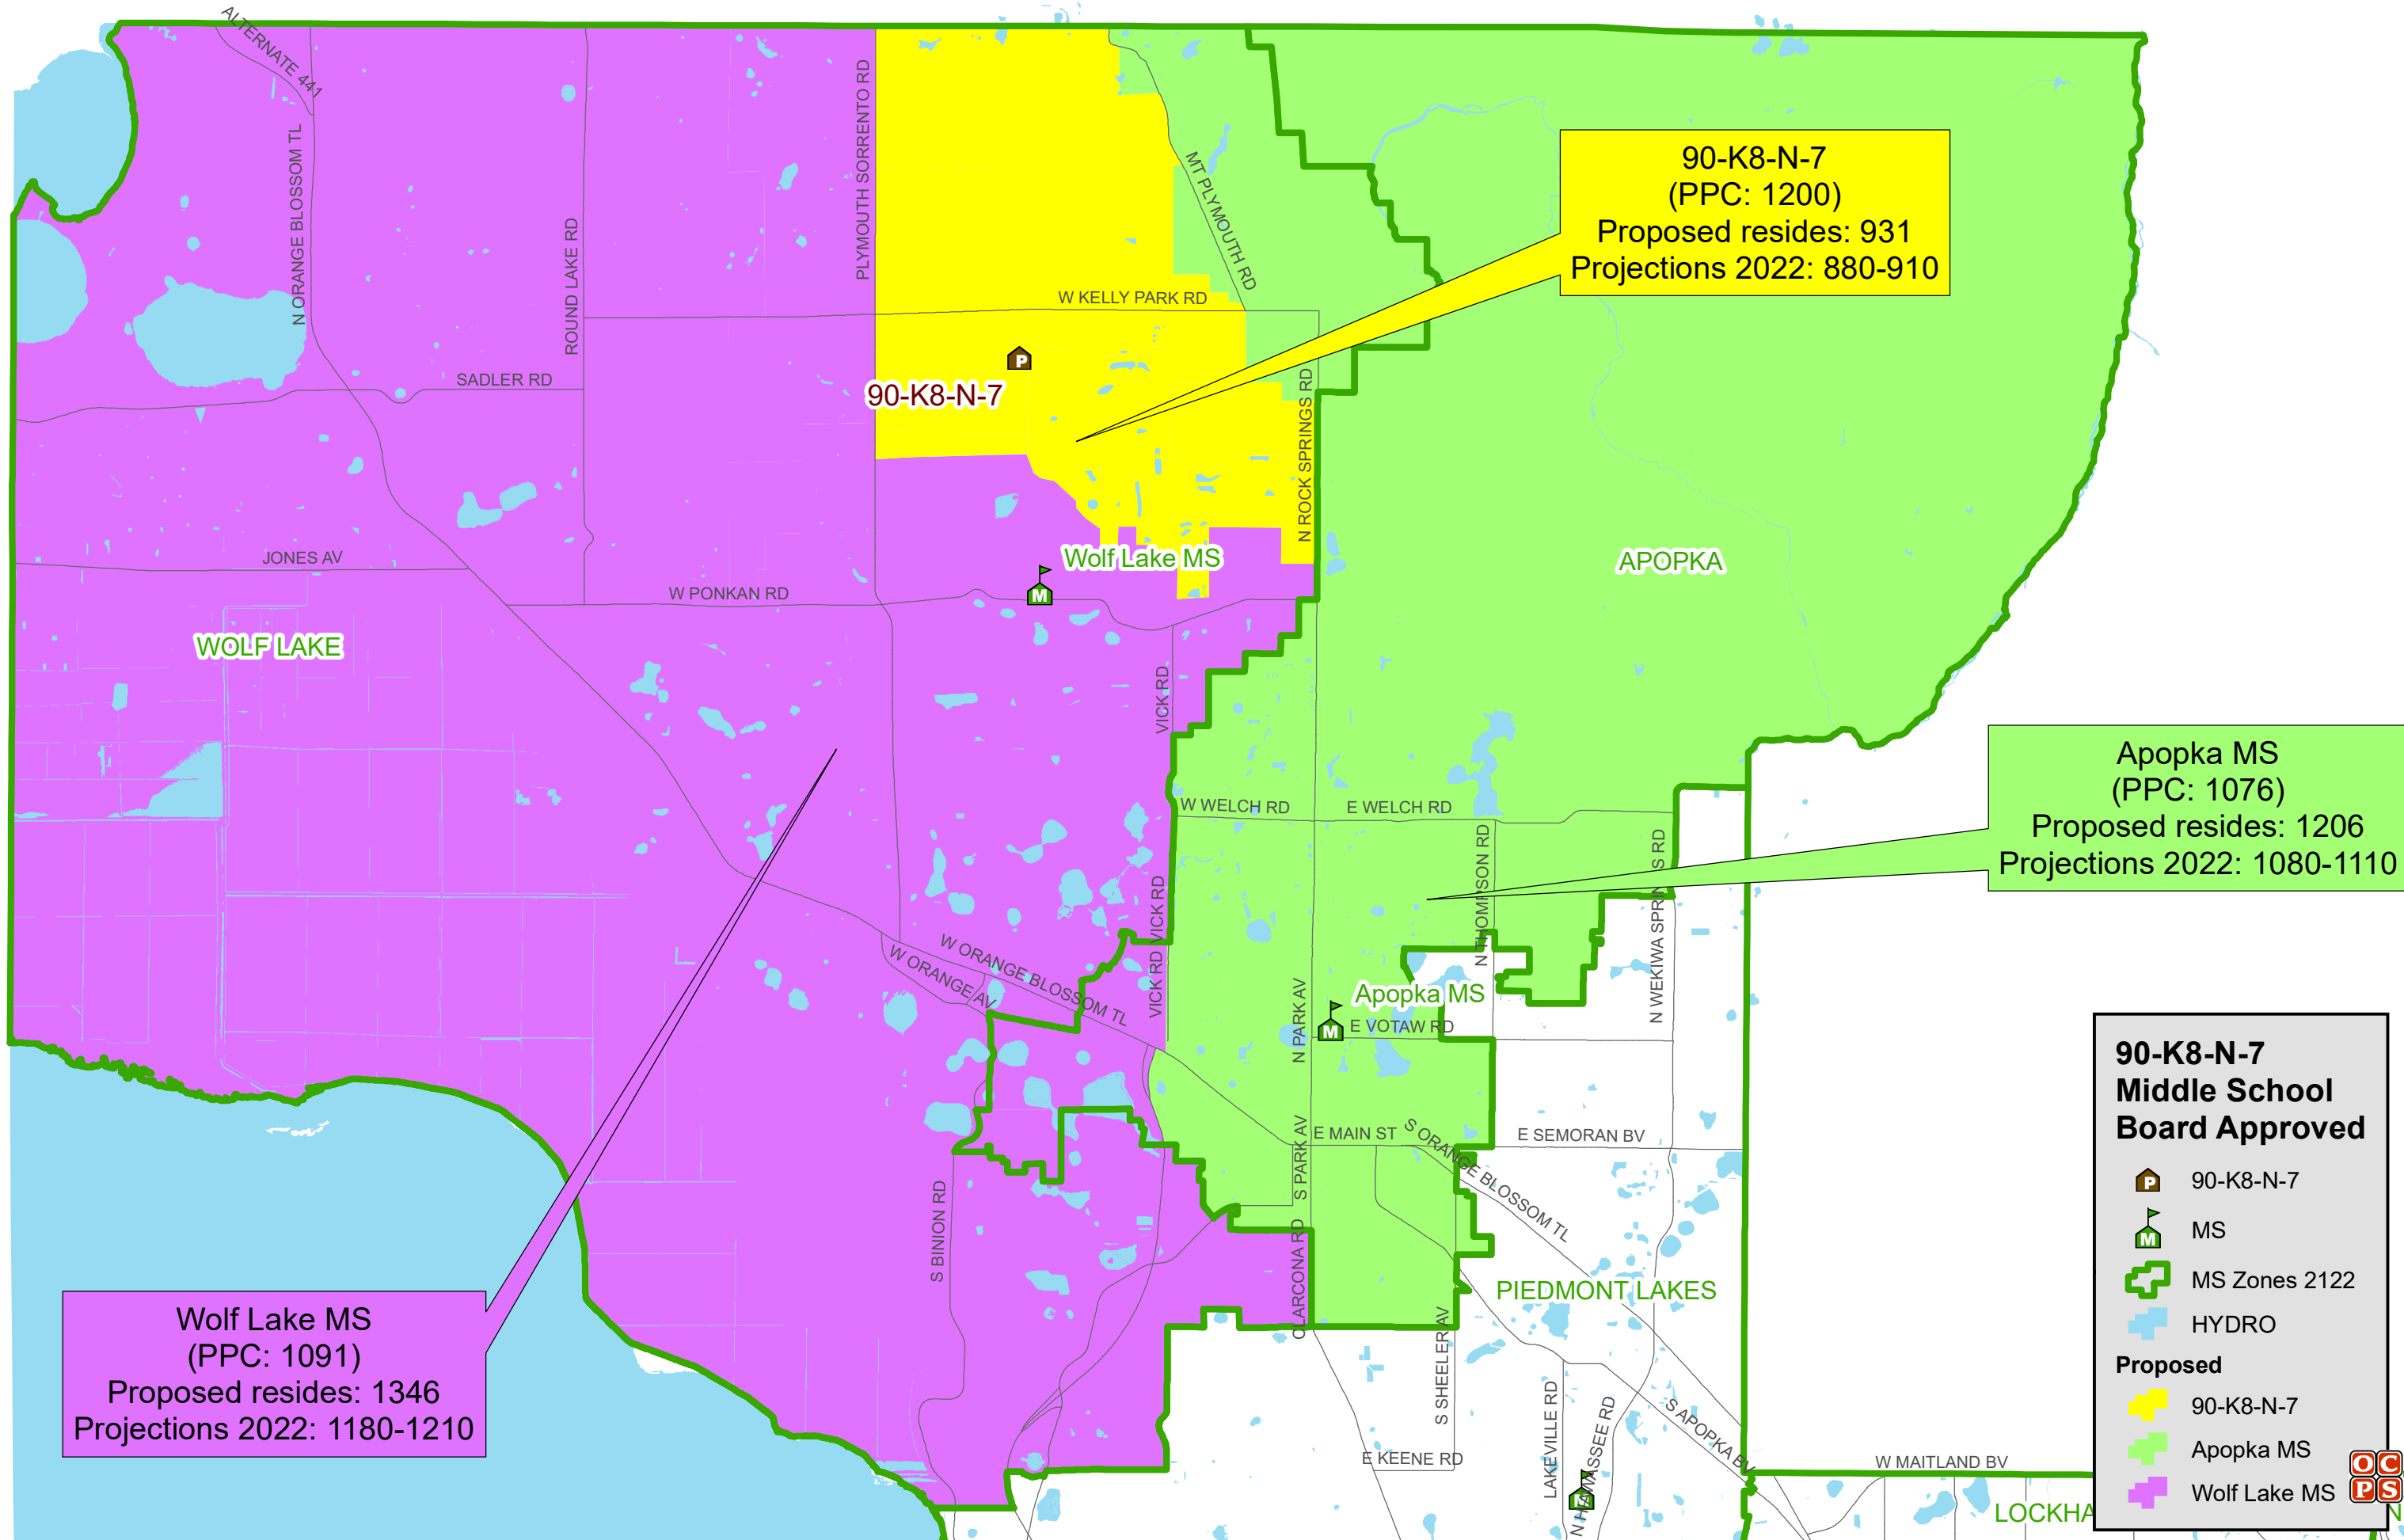 ALTERNATE 441
N ORANGE BLOSSOM TL
ROUND LAKE RD
PLYMOUTH SORRENTO RD
MT PLYMOUTH RD
W KELLY PARK RD
90-K8-N-7
(PPC: 1200)
Proposed resides: 931
Projections 2022: 880-910
P
90-K8-N-7
SADLER RD
N ROCK SPRINGS RD
JONES AV
W PONKAN RD
Wolf Lake MS
M
APOPKA
WOLF LAKE
VICK RD
W WELCH RD
E WELCH RD
Apopka MS
(PPC: 1076)
Proposed resides: 1206
Projections 2022: 1080-1110
N THOMPSON RD
VICK RD
VICK RD
W ORANGE BLOSSOM TL
W ORANGE AV
N PARK AV
Apopka MS
M
E VOTAW RD
S PARK AV
E MAIN ST
S ORANGE BLOSSOM TL
E SEMORAN BV
S BINION RD
CLARCONA RD
S SHEELER AV
PIEDMONT LAKES
Wolf Lake MS
(PPC: 1091)
Proposed resides: 1346
Projections 2022: 1180-1210
E KEENE RD
LAKEVILLE RD
S APOPKA BV
W MAITLAND BV
90-K8-N-7
Middle School
Board Approved
P 90-K8-N-7
M MS
MS Zones 2122
HYDRO
Proposed
90-K8-N-7
Apopka MS
Wolf Lake MS
OC
PS